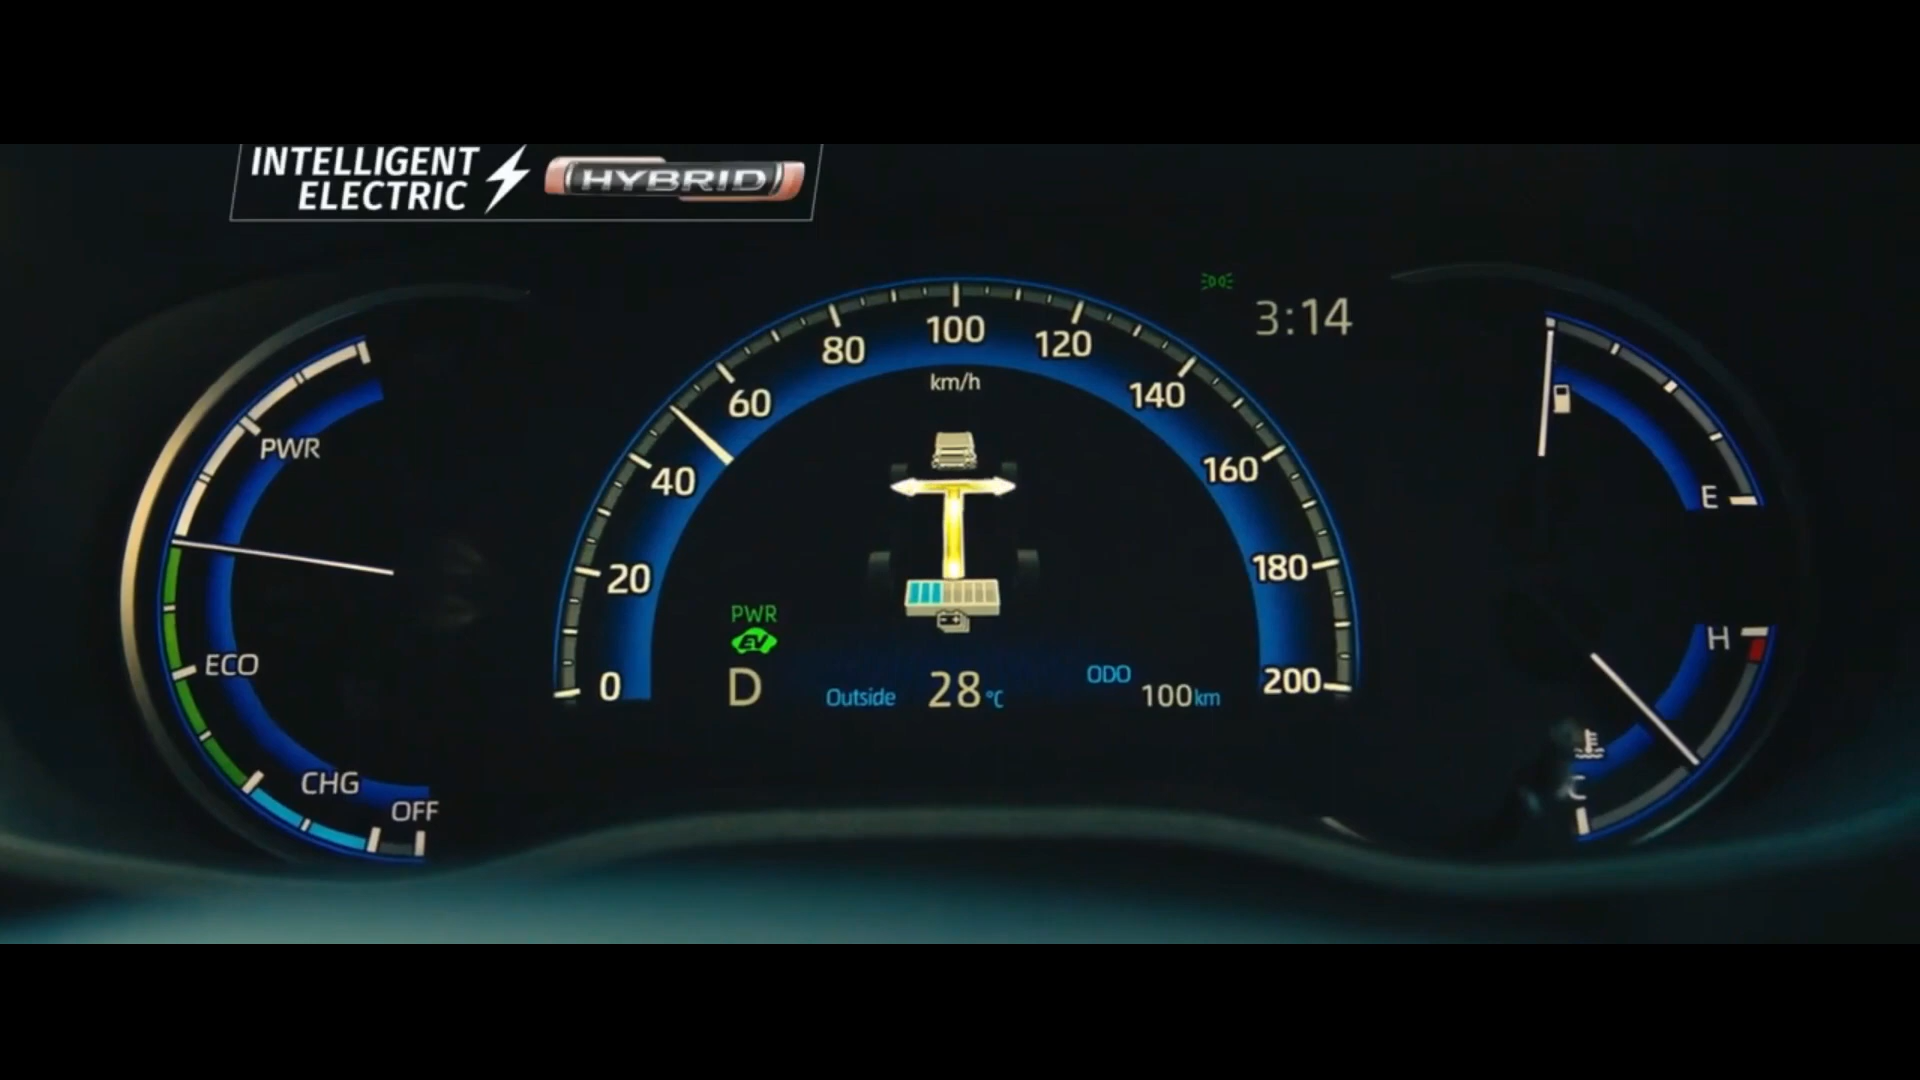 INTELLIGENT
ELECTRIC
HYBRID
3:14
100
80
120
km/h
60
140
PWR
40
160
E
20
180
PWR
EV
H
ECO
0
D
Outside
28°C
ODO
100km
200
CHG
C
OFF